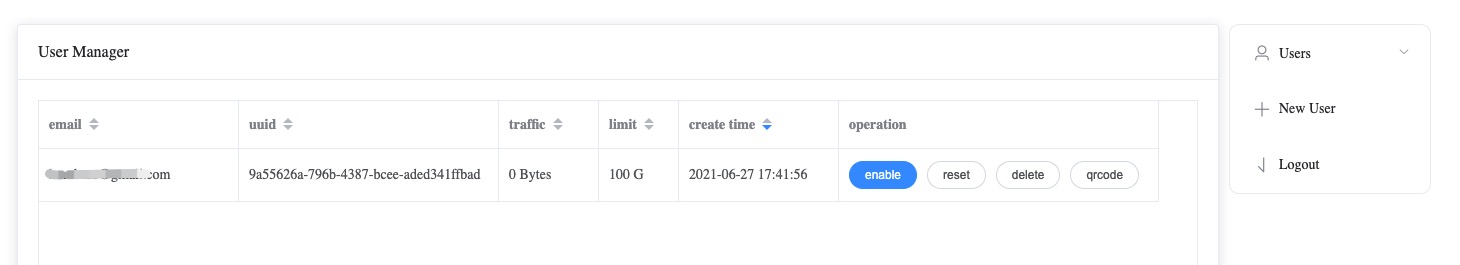 User Manager
Users
New User
Logout
email uuid traffic limit create time operation
.com 9a55626a-796b-4387-bcee-aded341ffbad 0 Bytes 100 G 2021-06-27 17:41:56 enable reset delete qrcode